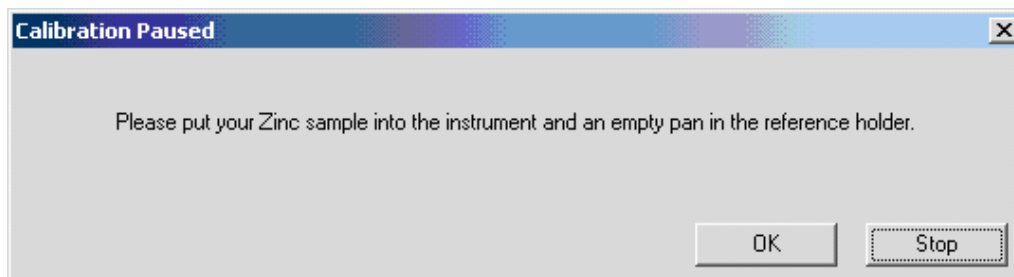 Calibration Paused
Please put your Zinc sample into the instrument and an empty pan in the reference holder.
OK Stop